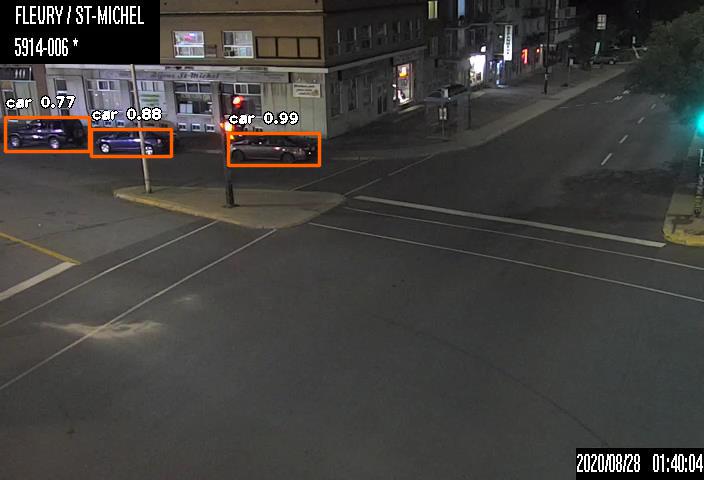 FLEURY / ST-MICHEL
5914-006 *
car 0.77
car 0.88
car 0.99
2020/08/28 01:40:04